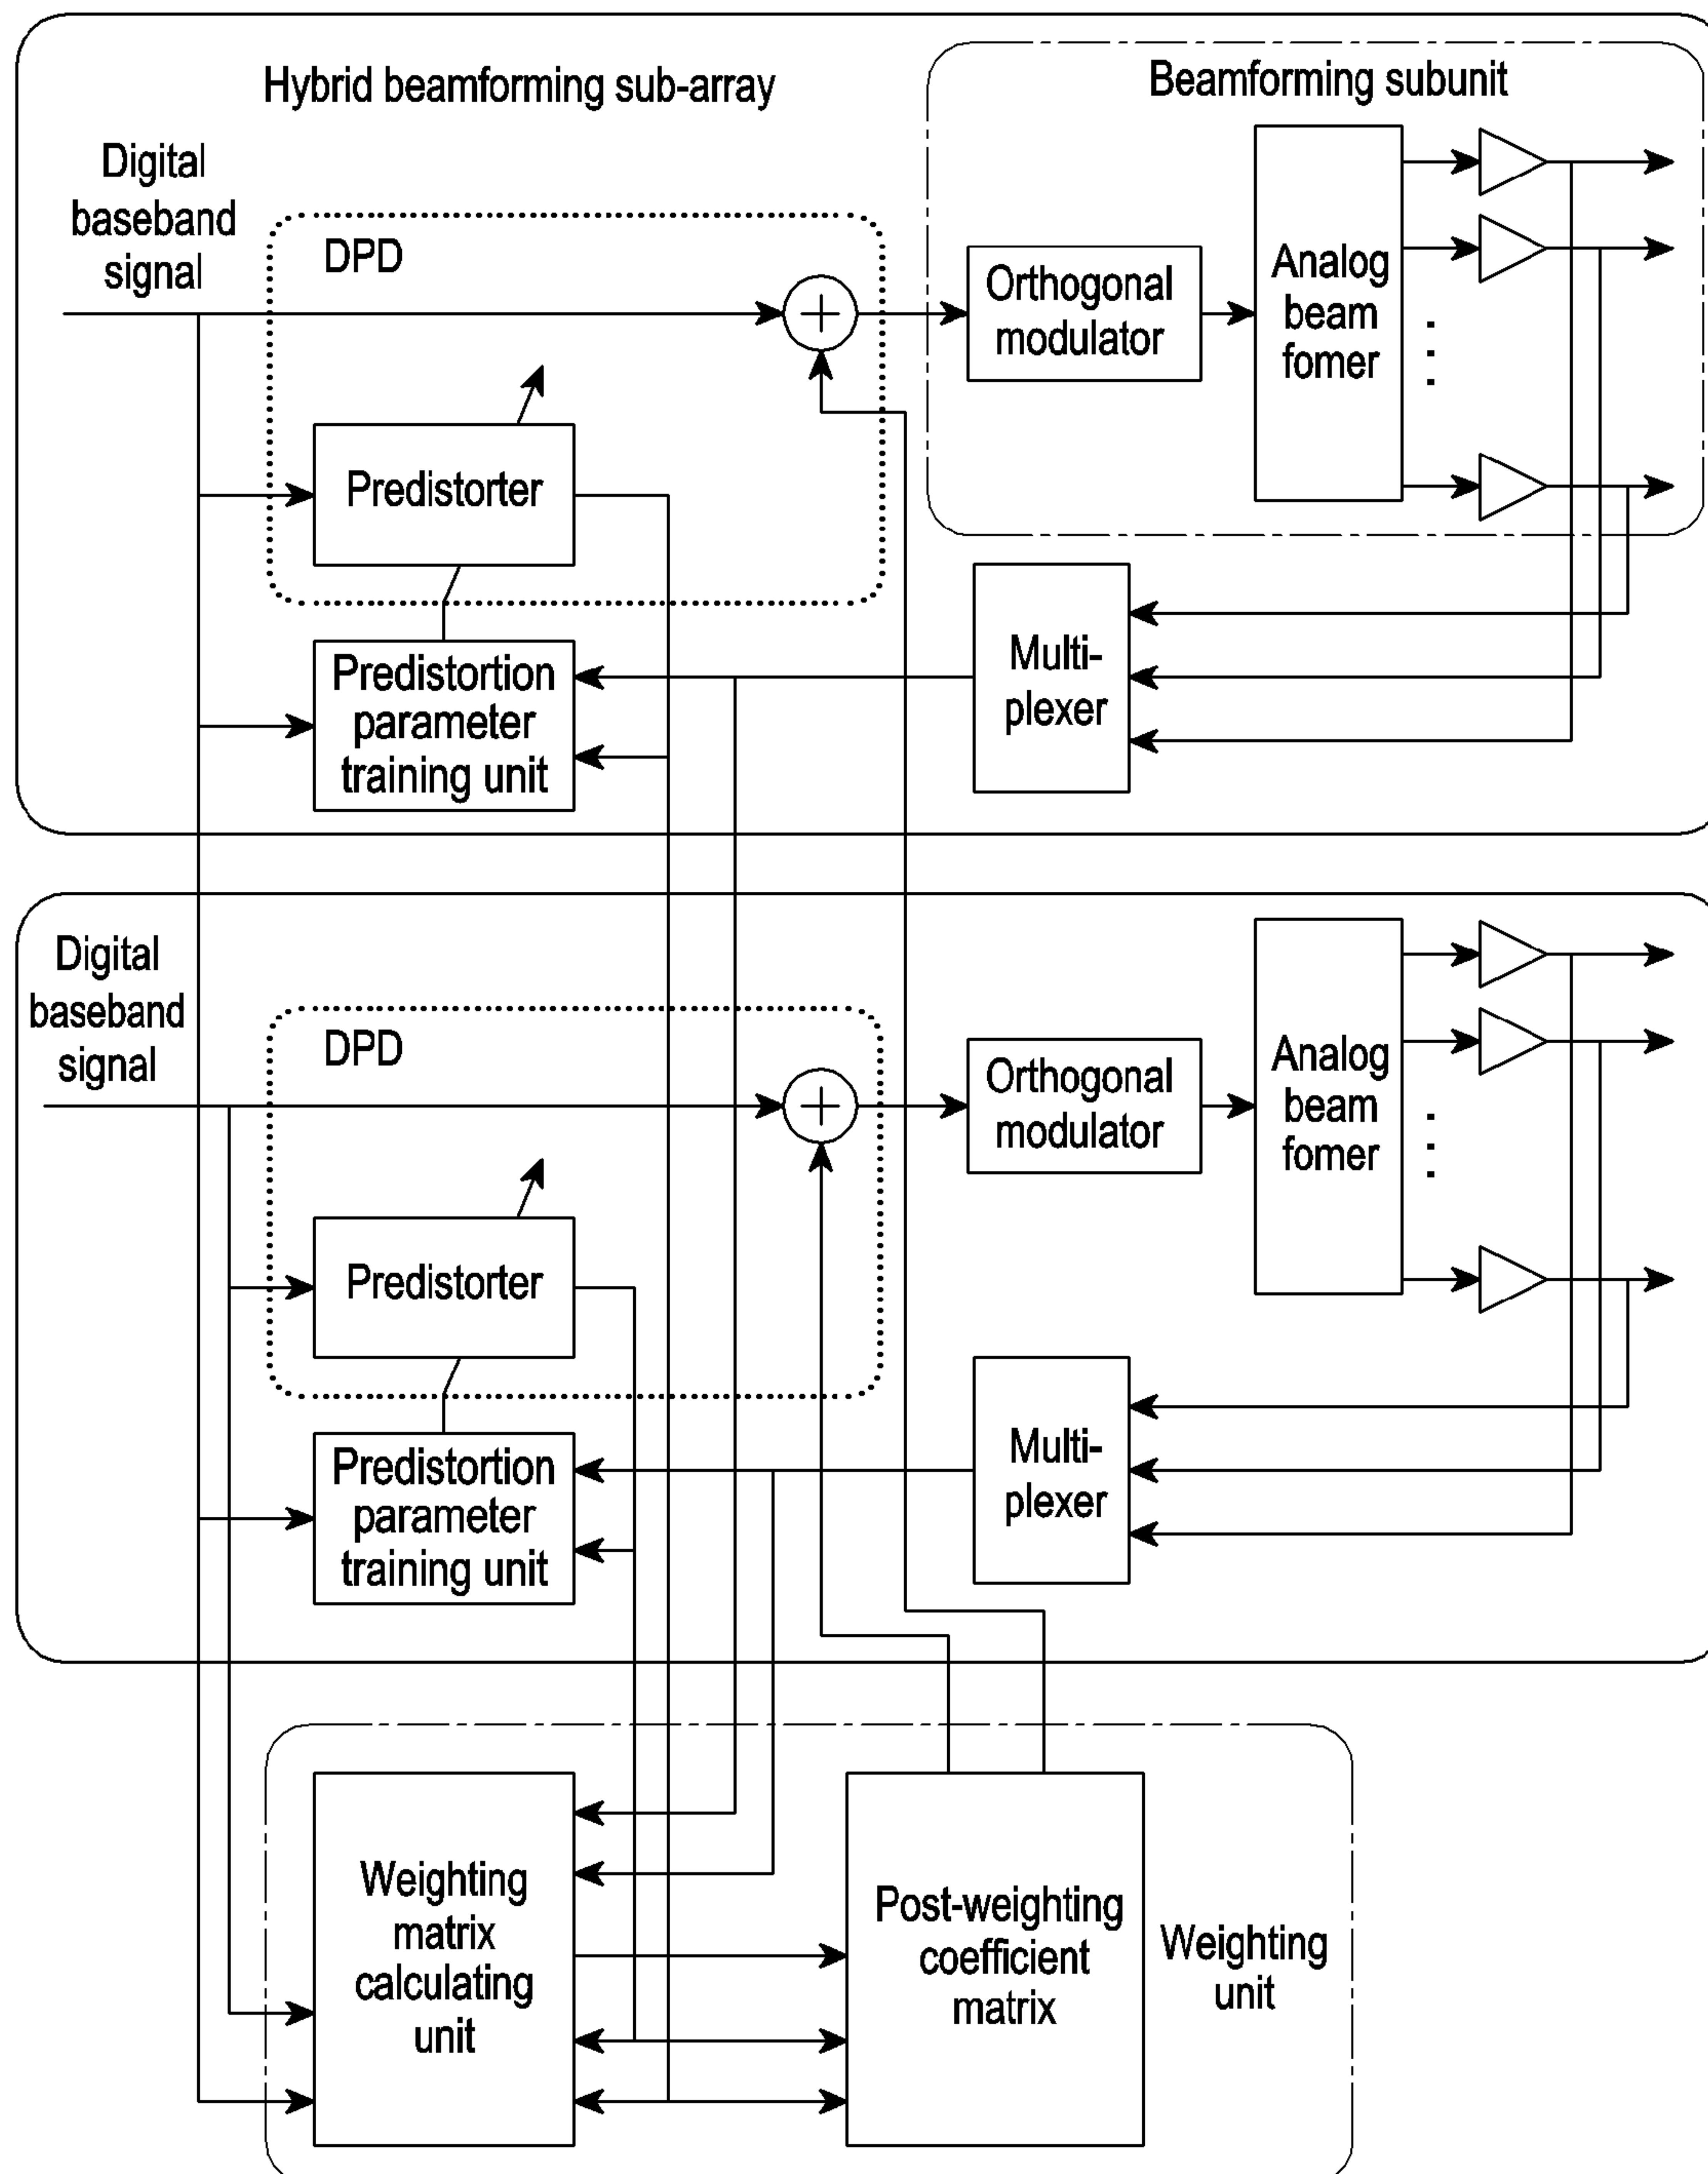 Hybrid beamforming sub-array
Beamforming subunit
Digital
baseband
signal
DPD
Orthogonal
modulator
Analog
beam
fomer
Predistorter
Predistortion
parameter
training unit
Multi-
plexer
Digital
baseband
signal
DPD
Orthogonal
modulator
Analog
beam
fomer
Predistorter
Predistortion
parameter
training unit
Multi-
plexer
Weighting
matrix
calculating
unit
Post-weighting
coefficient
matrix
Weighting
unit